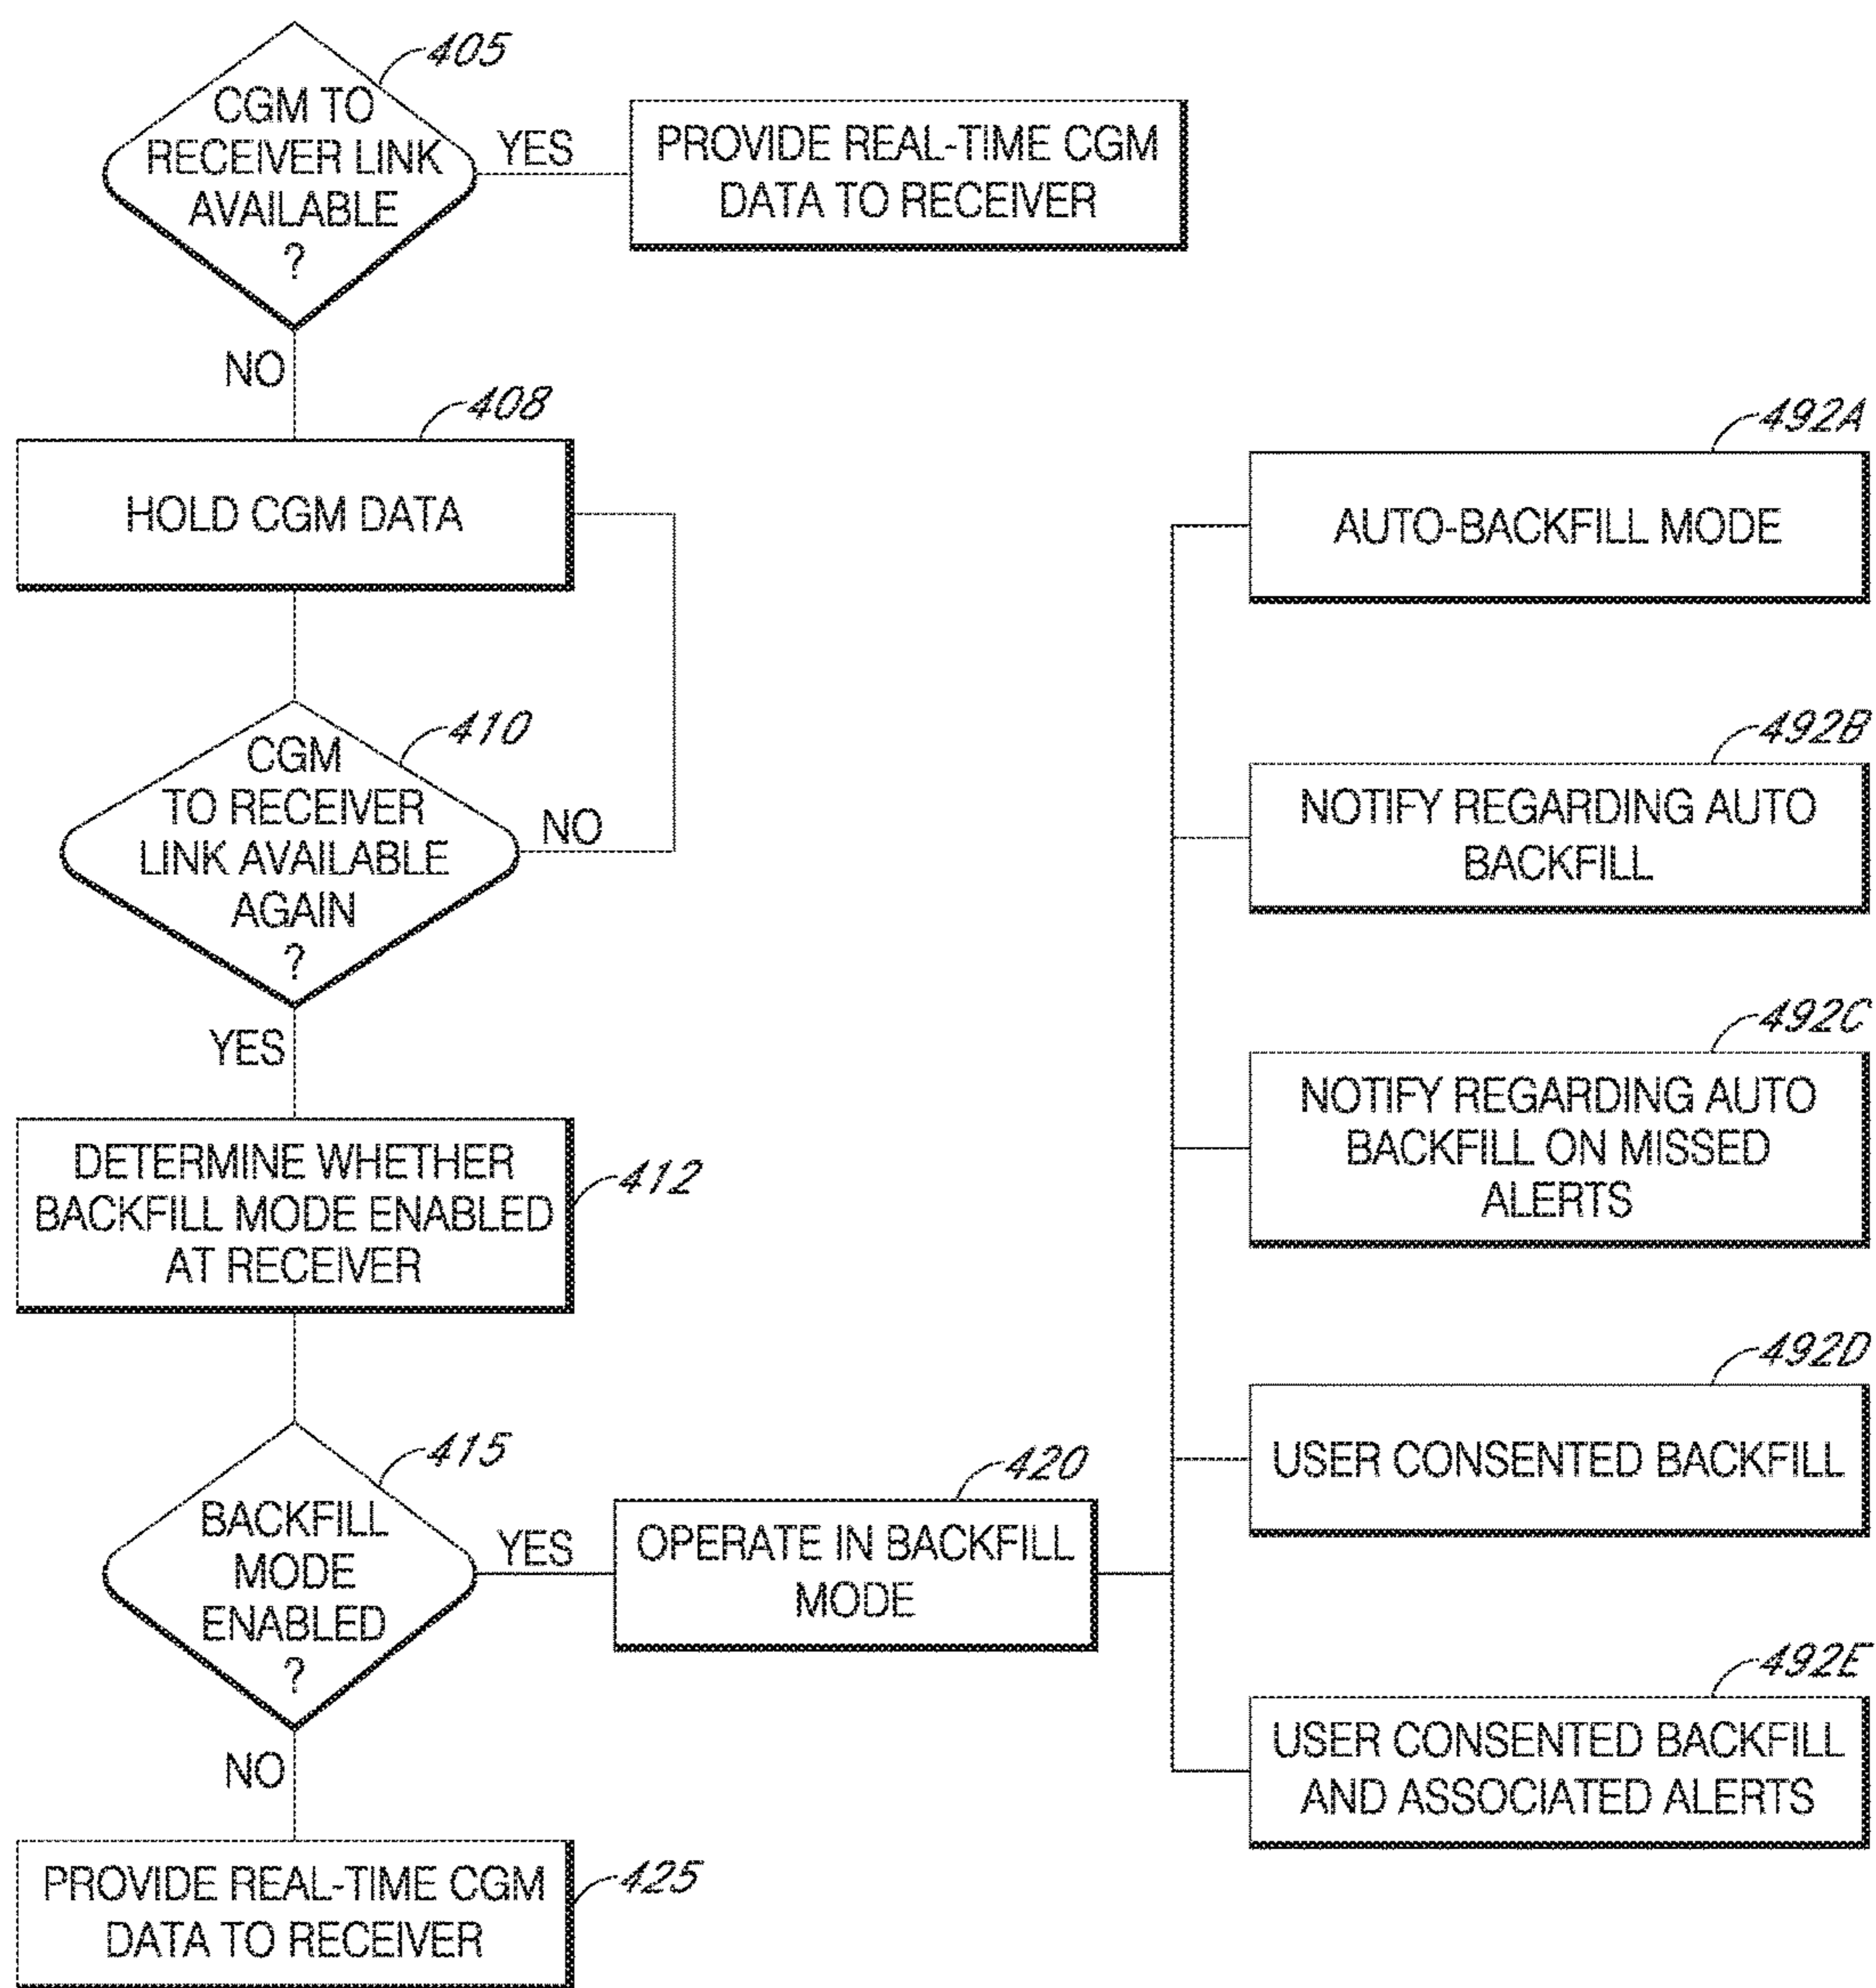 405
CGM TO
RECEIVER LINK
AVAILABLE
?
YES
PROVIDE REAL-TIME CGM
DATA TO RECEIVER
NO
408
HOLD CGM DATA
410
CGM
TO RECEIVER
LINK AVAILABLE
AGAIN
?
NO
YES
DETERMINE WHETHER
BACKFILL MODE ENABLED
AT RECEIVER
412
415
BACKFILL
MODE
ENABLED
?
YES
420
OPERATE IN BACKFILL
MODE
NO
PROVIDE REAL-TIME CGM
DATA TO RECEIVER
425
492A
AUTO-BACKFILL MODE
492B
NOTIFY REGARDING AUTO
BACKFILL
492C
NOTIFY REGARDING AUTO
BACKFILL ON MISSED
ALERTS
492D
USER CONSENTED BACKFILL
492E
USER CONSENTED BACKFILL
AND ASSOCIATED ALERTS